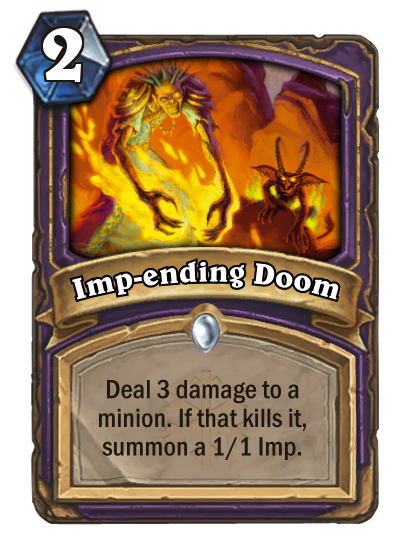 2
Imp-ending Doom
Deal 3 damage to a
minion. If that kills it,
summon a 1/1 Imp.